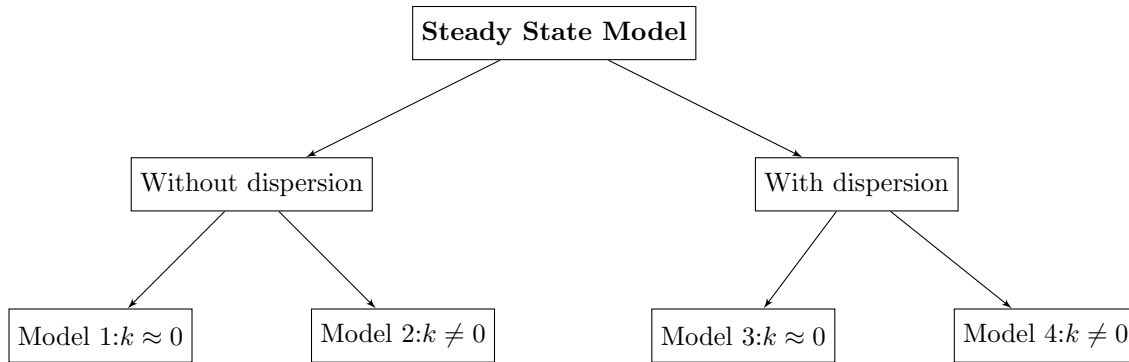 Steady State Model
Without dispersion
With dispersion
Model 1:k ≈ 0
Model 2:k ≠ 0
Model 3:k ≈ 0
Model 4:k ≠ 0